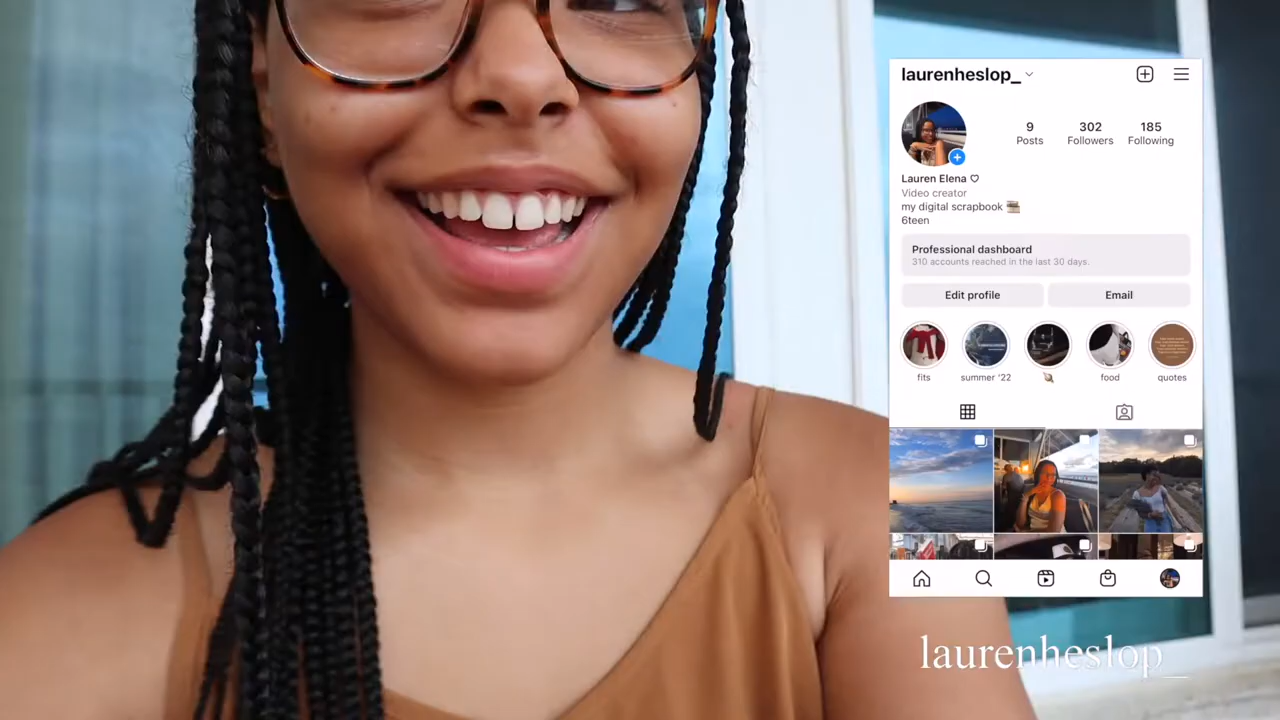 laurenheslop_
9 302 185
Posts Followers Following
Lauren Elena ♡
Video creator
my digital scrapbook
6teen
Professional dashboard
310 accounts reached in the last 30 days.
Edit profile Email
fits summer '22 food quotes
laurenheslop_